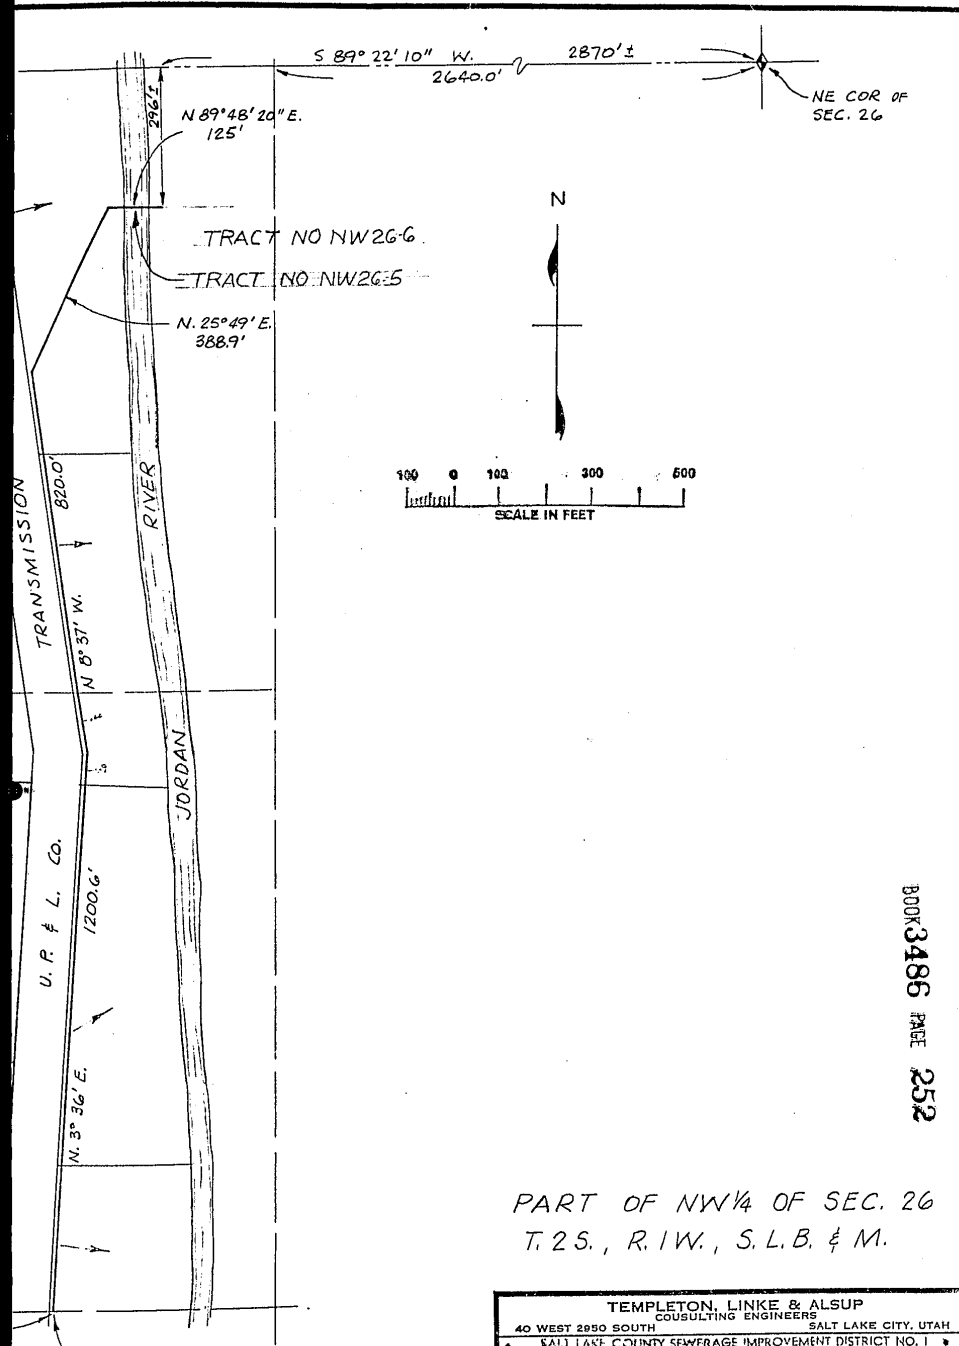 S 89° 22' 10" W.
2870'±
2640.0'
NE COR OF
SEC. 26
296'±
N 89°48' 20" E.
125'
N
TRACT NO NW26-6
TRACT NO NW26-5
N. 25°49' E.
388.9'
100 0 100 300 500
SCALE IN FEET
TRANSMISSION
820.0'
RIVER
N 8° 37' W.
JORDAN
U. P. & L. Co.
1200.6'
N. 3° 36' E.
BOOK 3486 PAGE 252
PART OF NW 1/4 OF SEC. 26
T. 2 S., R. 1 W., S. L. B. & M.
TEMPLETON, LINKE & ALSUP
COUSULTING ENGINEERS
40 WEST 2950 SOUTH SALT LAKE CITY, UTAH
SALT LAKE COUNTY SEWERAGE IMPROVEMENT DISTRICT NO. 1